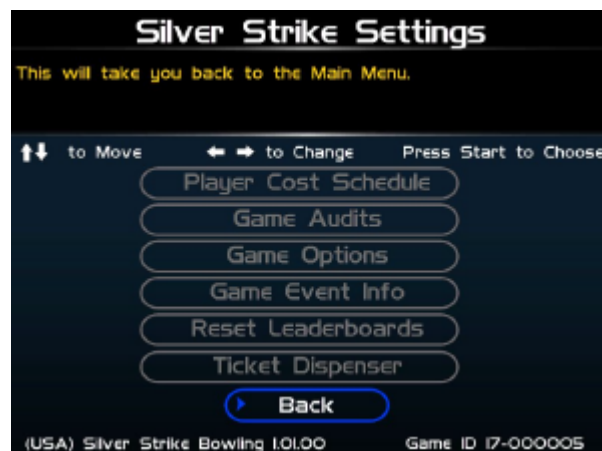 Silver Strike Settings
This will take you back to the Main Menu.
to Move to Change Press Start to Choose
Player Cost Schedule
Game Audits
Game Options
Game Event Info
Reset Leaderboards
Ticket Dispenser
Back
(USA) Silver Strike Bowling 1.01.00 Game ID 17-000005